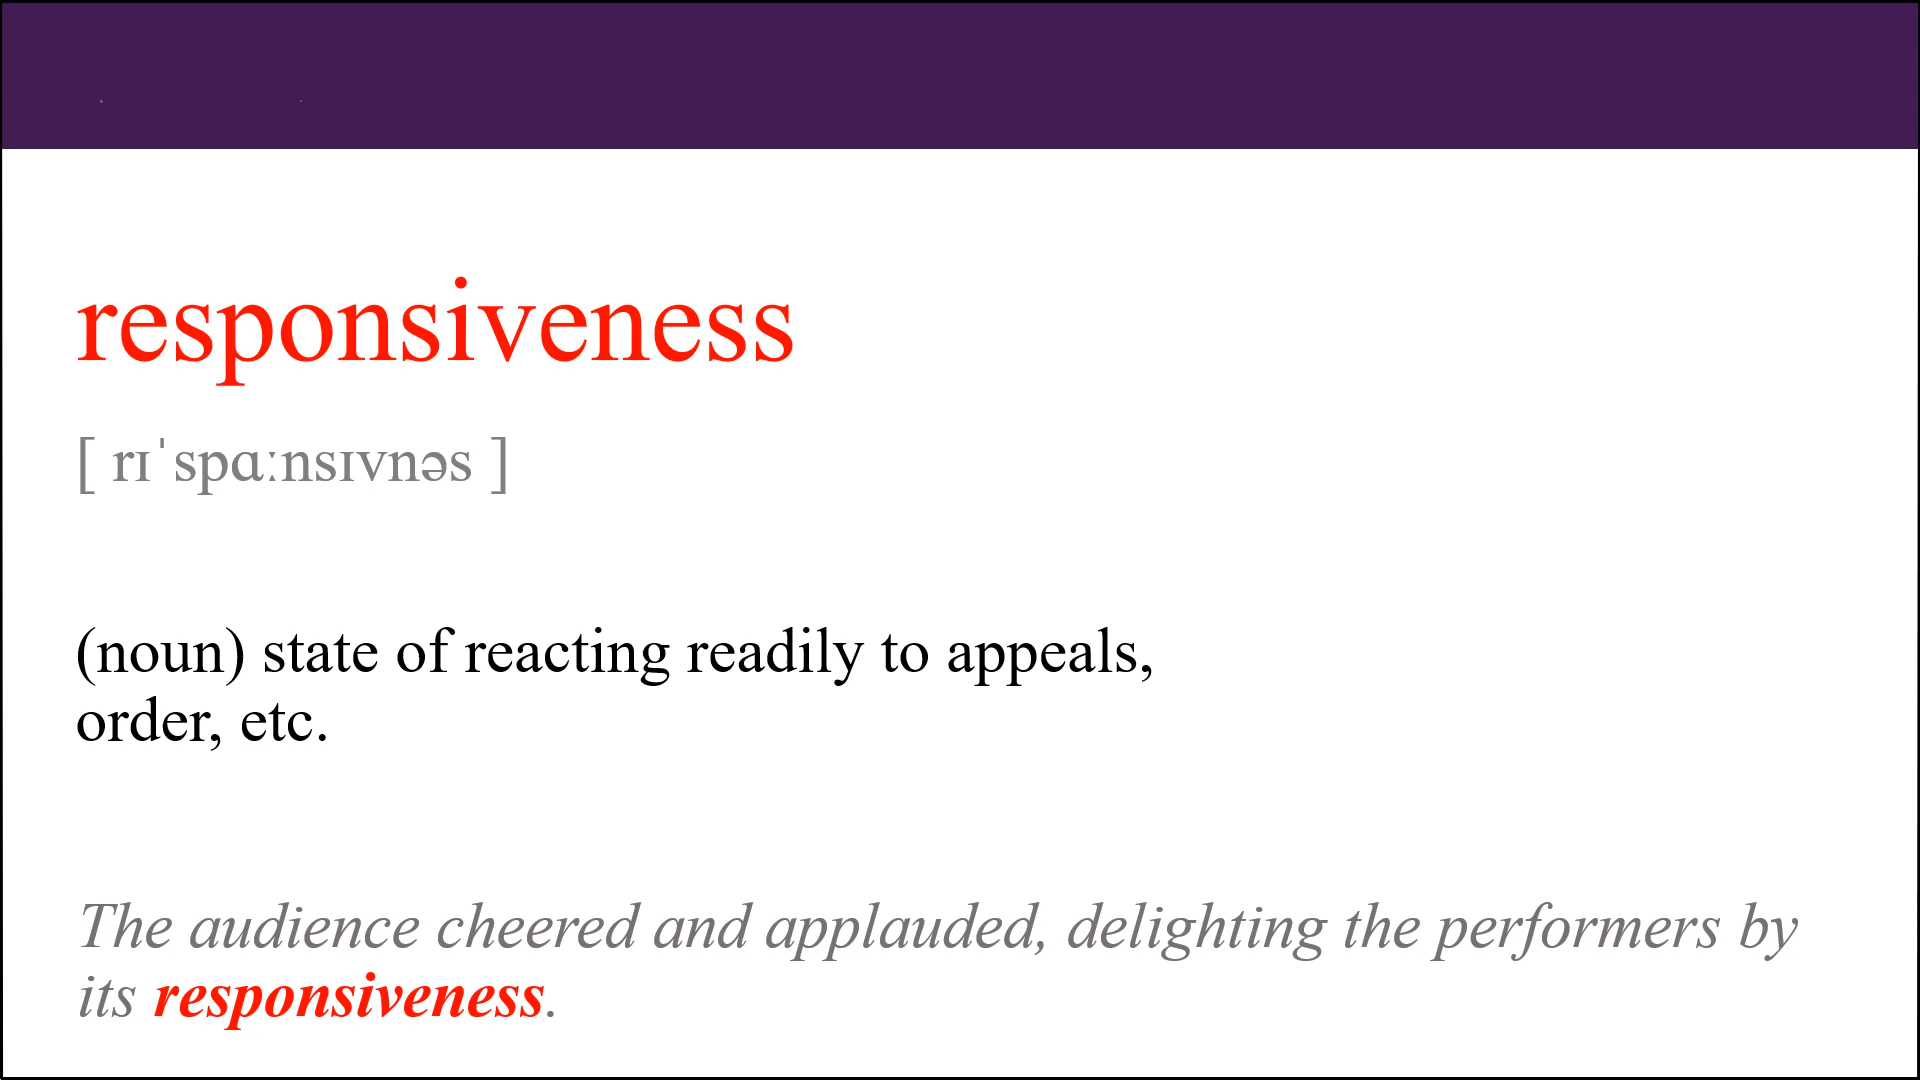 responsiveness
[ rɪˈspɑːnsɪvnəs ]
(noun) state of reacting readily to appeals,
order, etc.
The audience cheered and applauded, delighting the performers by
its responsiveness.